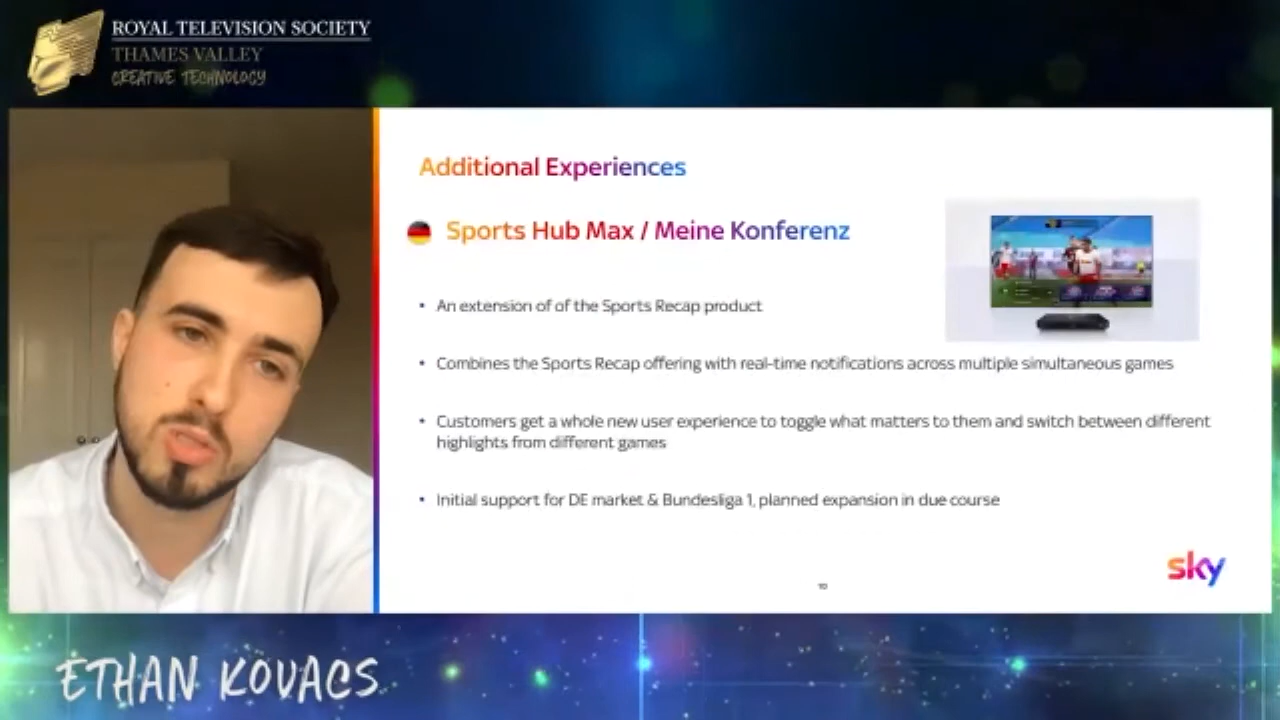 ROYAL TELEVISION SOCIETY
THAMES VALLEY
CREATIVE TECHNOLOGY
Additional Experiences
Sports Hub Max / Meine Konferenz
• An extension of of the Sports Recap product
• Combines the Sports Recap offering with real-time notifications across multiple simultaneous games
• Customers get a whole new user experience to toggle what matters to them and switch between different
highlights from different games
• Initial support for DE market & Bundesliga 1, planned expansion in due course
10
sky
ETHAN KOVACS